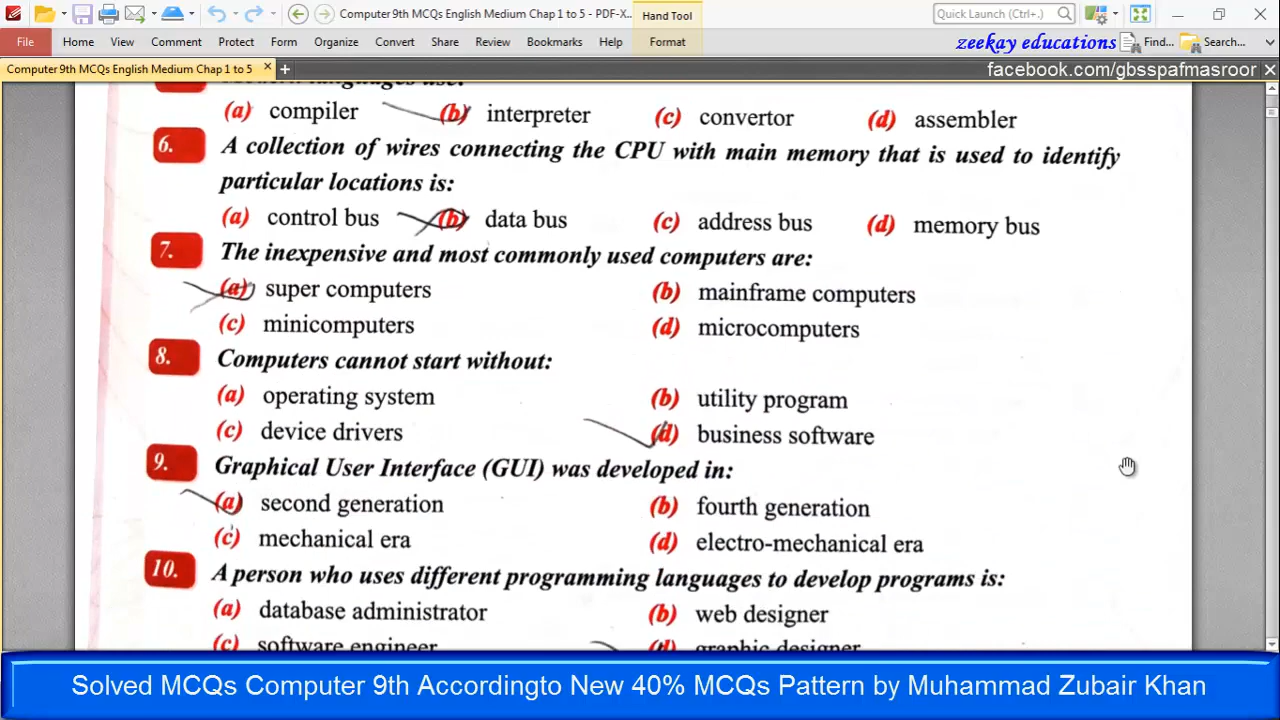 Computer 9th MCQs English Medium Chap 1 to 5 - PDF-X...
Hand Tool
Quick Launch (Ctrl+.)
File Home View Comment Protect Form Organize Convert Share Review Bookmarks Help Format
zeekay educations
Find... Search...
Computer 9th MCQs English Medium Chap 1 to 5
facebook.com/gbsspafmasroor
(a) compiler (b) interpreter (c) convertor (d) assembler
6. A collection of wires connecting the CPU with main memory that is used to identify
particular locations is:
(a) control bus (b) data bus (c) address bus (d) memory bus
7. The inexpensive and most commonly used computers are:
(a) super computers (b) mainframe computers
(c) minicomputers (d) microcomputers
8. Computers cannot start without:
(a) operating system (b) utility program
(c) device drivers (d) business software
9. Graphical User Interface (GUI) was developed in:
(a) second generation (b) fourth generation
(c) mechanical era (d) electro-mechanical era
10. A person who uses different programming languages to develop programs is:
(a) database administrator (b) web designer
(c) software engineer (d) graphic designer
Solved MCQs Computer 9th Accordingto New 40% MCQs Pattern by Muhammad Zubair Khan